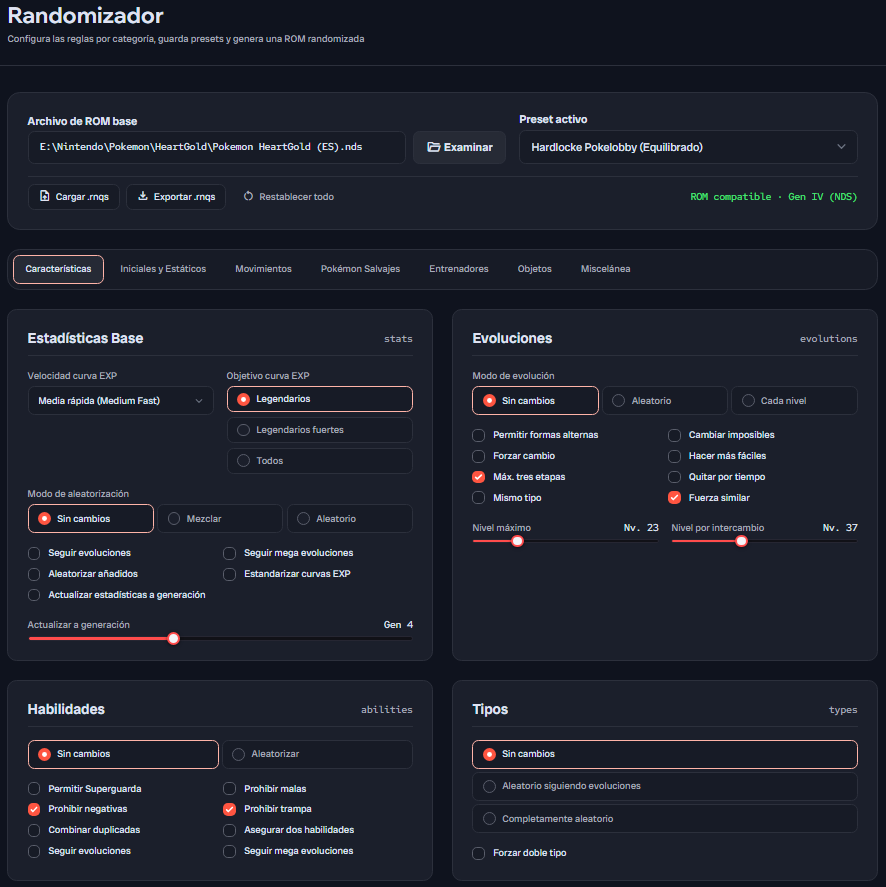 Randomizador
Configura las reglas por categoría, guarda presets y genera una ROM randomizada
Archivo de ROM base
E:\Nintendo\Pokemon\HeartGold\Pokemon HeartGold (ES).nds
Examinar
Preset activo
Hardlocke Pokelobby (Equilibrado)
Cargar .rnqs
Exportar .rnqs
Restablecer todo
ROM compatible · Gen IV (NDS)
Características
Iniciales y Estáticos
Movimientos
Pokémon Salvajes
Entrenadores
Objetos
Miscelánea
Estadísticas Base
stats
Velocidad curva EXP
Media rápida (Medium Fast)
Objetivo curva EXP
Legendarios
Legendarios fuertes
Todos
Modo de aleatorización
Sin cambios
Mezclar
Aleatorio
Seguir evoluciones
Seguir mega evoluciones
Aleatorizar añadidos
Estandarizar curvas EXP
Actualizar estadísticas a generación
Actualizar a generación
Gen 4
Evoluciones
evolutions
Modo de evolución
Sin cambios
Aleatorio
Cada nivel
Permitir formas alternas
Cambiar imposibles
Forzar cambio
Hacer más fáciles
Máx. tres etapas
Quitar por tiempo
Mismo tipo
Fuerza similar
Nivel máximo
Nv. 23
Nivel por intercambio
Nv. 37
Habilidades
abilities
Sin cambios
Aleatorizar
Permitir Superguarda
Prohibir malas
Prohibir negativas
Prohibir trampa
Combinar duplicadas
Asegurar dos habilidades
Seguir evoluciones
Seguir mega evoluciones
Tipos
types
Sin cambios
Aleatorio siguiendo evoluciones
Completamente aleatorio
Forzar doble tipo